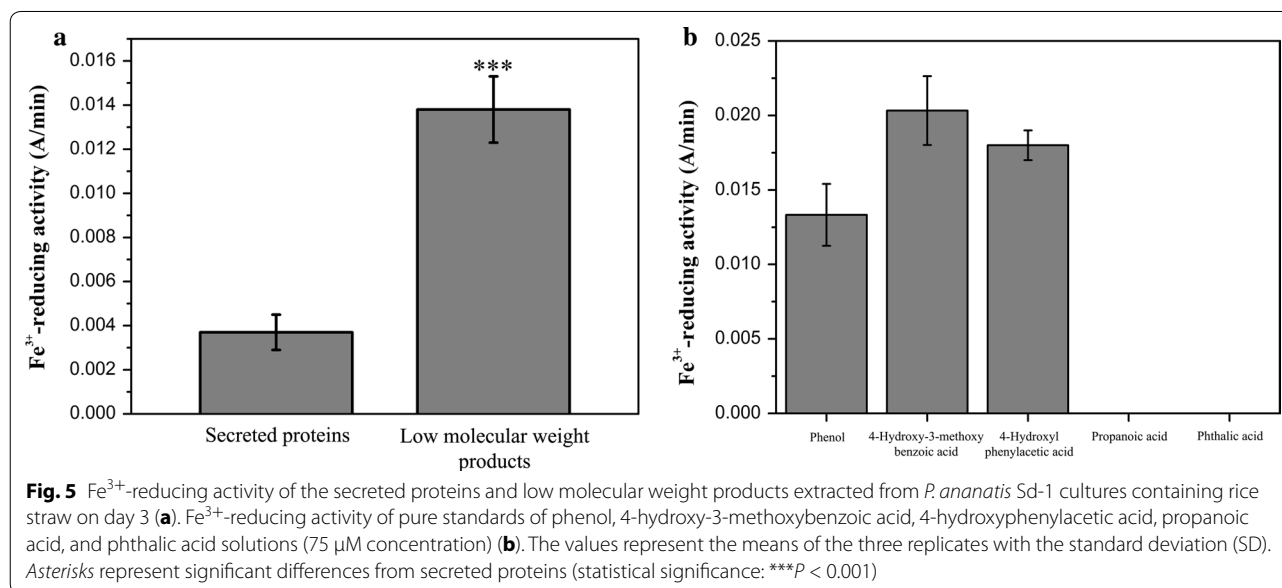 a
Fe³⁺-reducing activity (A/min)
0.016
0.014
0.012
0.010
0.008
0.006
0.004
0.002
0.000
***
Secreted proteins
Low molecular weight
products
b
Fe³⁺-reducing activity (A/min)
0.025
0.020
0.015
0.010
0.005
0.000
Phenol
4-Hydroxy-3-methoxy
benzoic acid
4-Hydroxyl
phenylacetic acid
Propanoic acid
Phthalic acid
Fig. 5 Fe³⁺-reducing activity of the secreted proteins and low molecular weight products extracted from P. ananatis Sd-1 cultures containing rice
straw on day 3 (a). Fe³⁺-reducing activity of pure standards of phenol, 4-hydroxy-3-methoxybenzoic acid, 4-hydroxyphenylacetic acid, propanoic
acid, and phthalic acid solutions (75 μM concentration) (b). The values represent the means of the three replicates with the standard deviation (SD).
Asterisks represent significant differences from secreted proteins (statistical significance: ***P < 0.001)